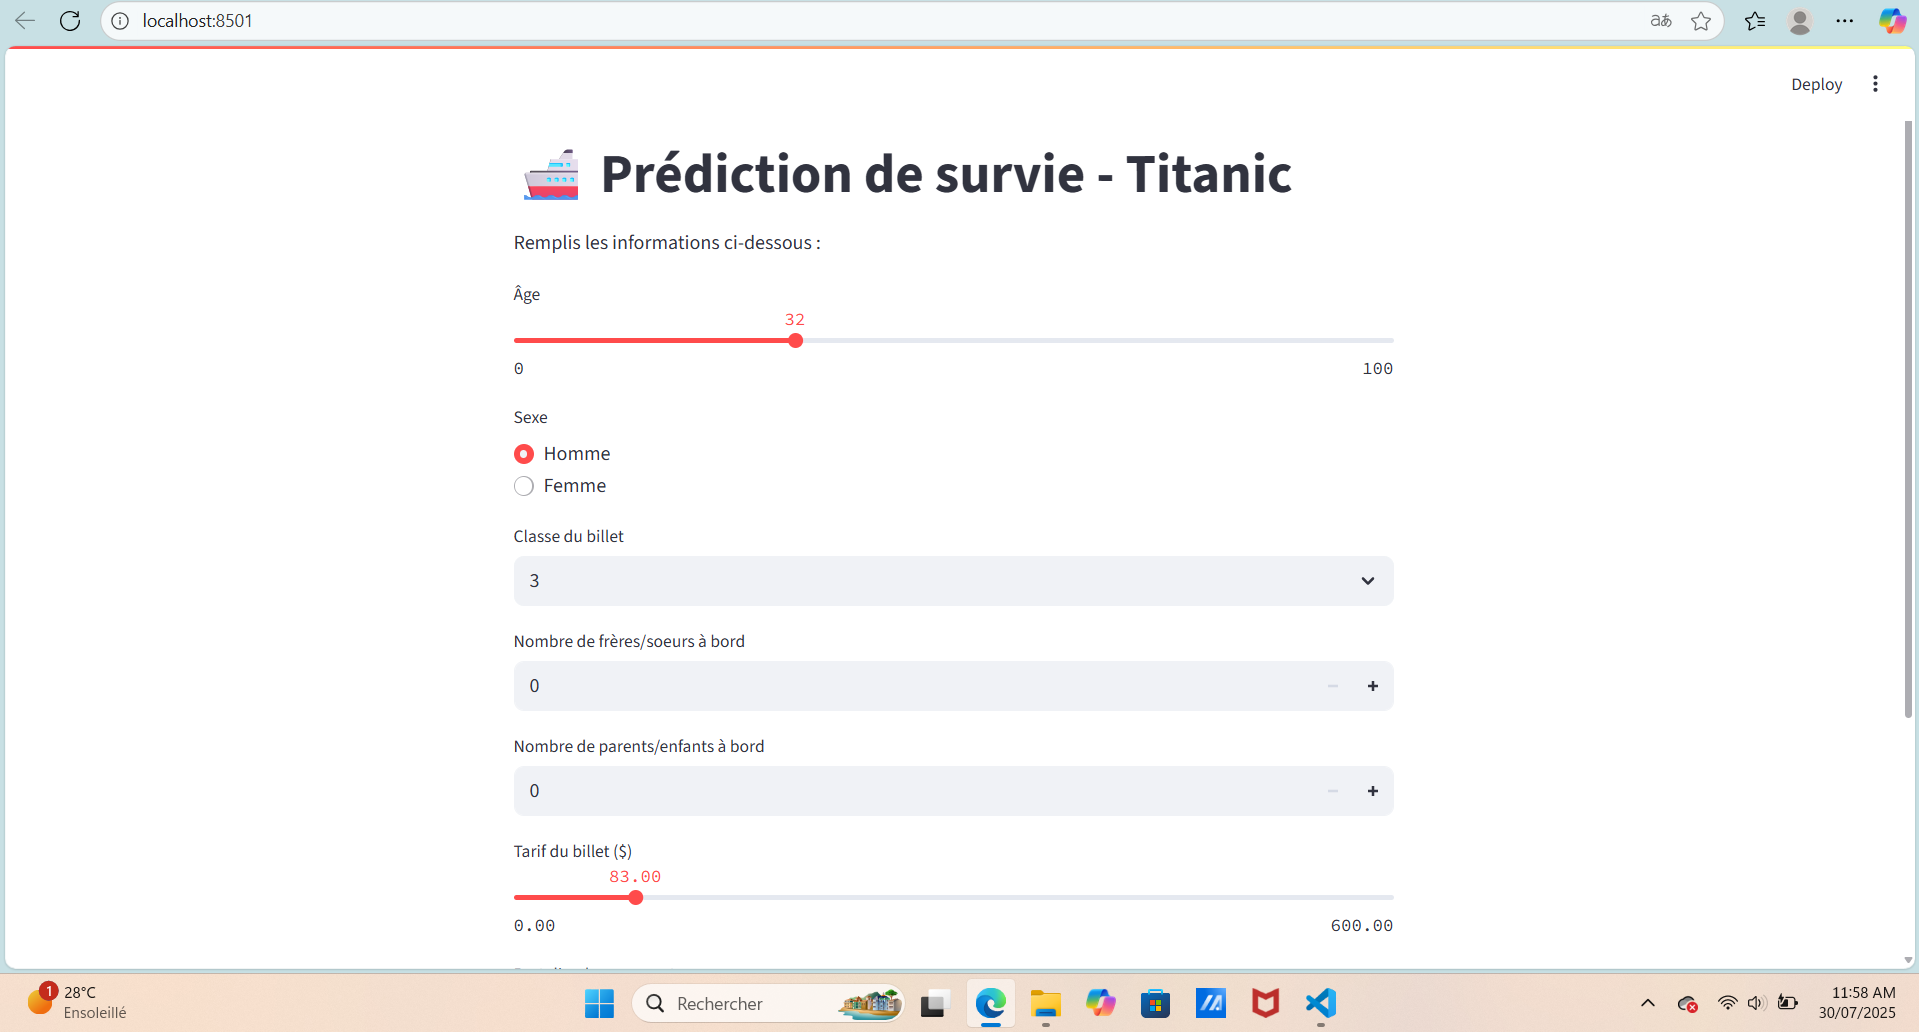 localhost:8501
Deploy
Prédiction de survie - Titanic
Remplis les informations ci-dessous :
Âge
32
0
100
Sexe
Homme
Femme
Classe du billet
3
Nombre de frères/soeurs à bord
0
Nombre de parents/enfants à bord
0
Tarif du billet ($)
83.00
0.00
600.00
1
28°C
Ensoleillé
Rechercher
11:58 AM
30/07/2025